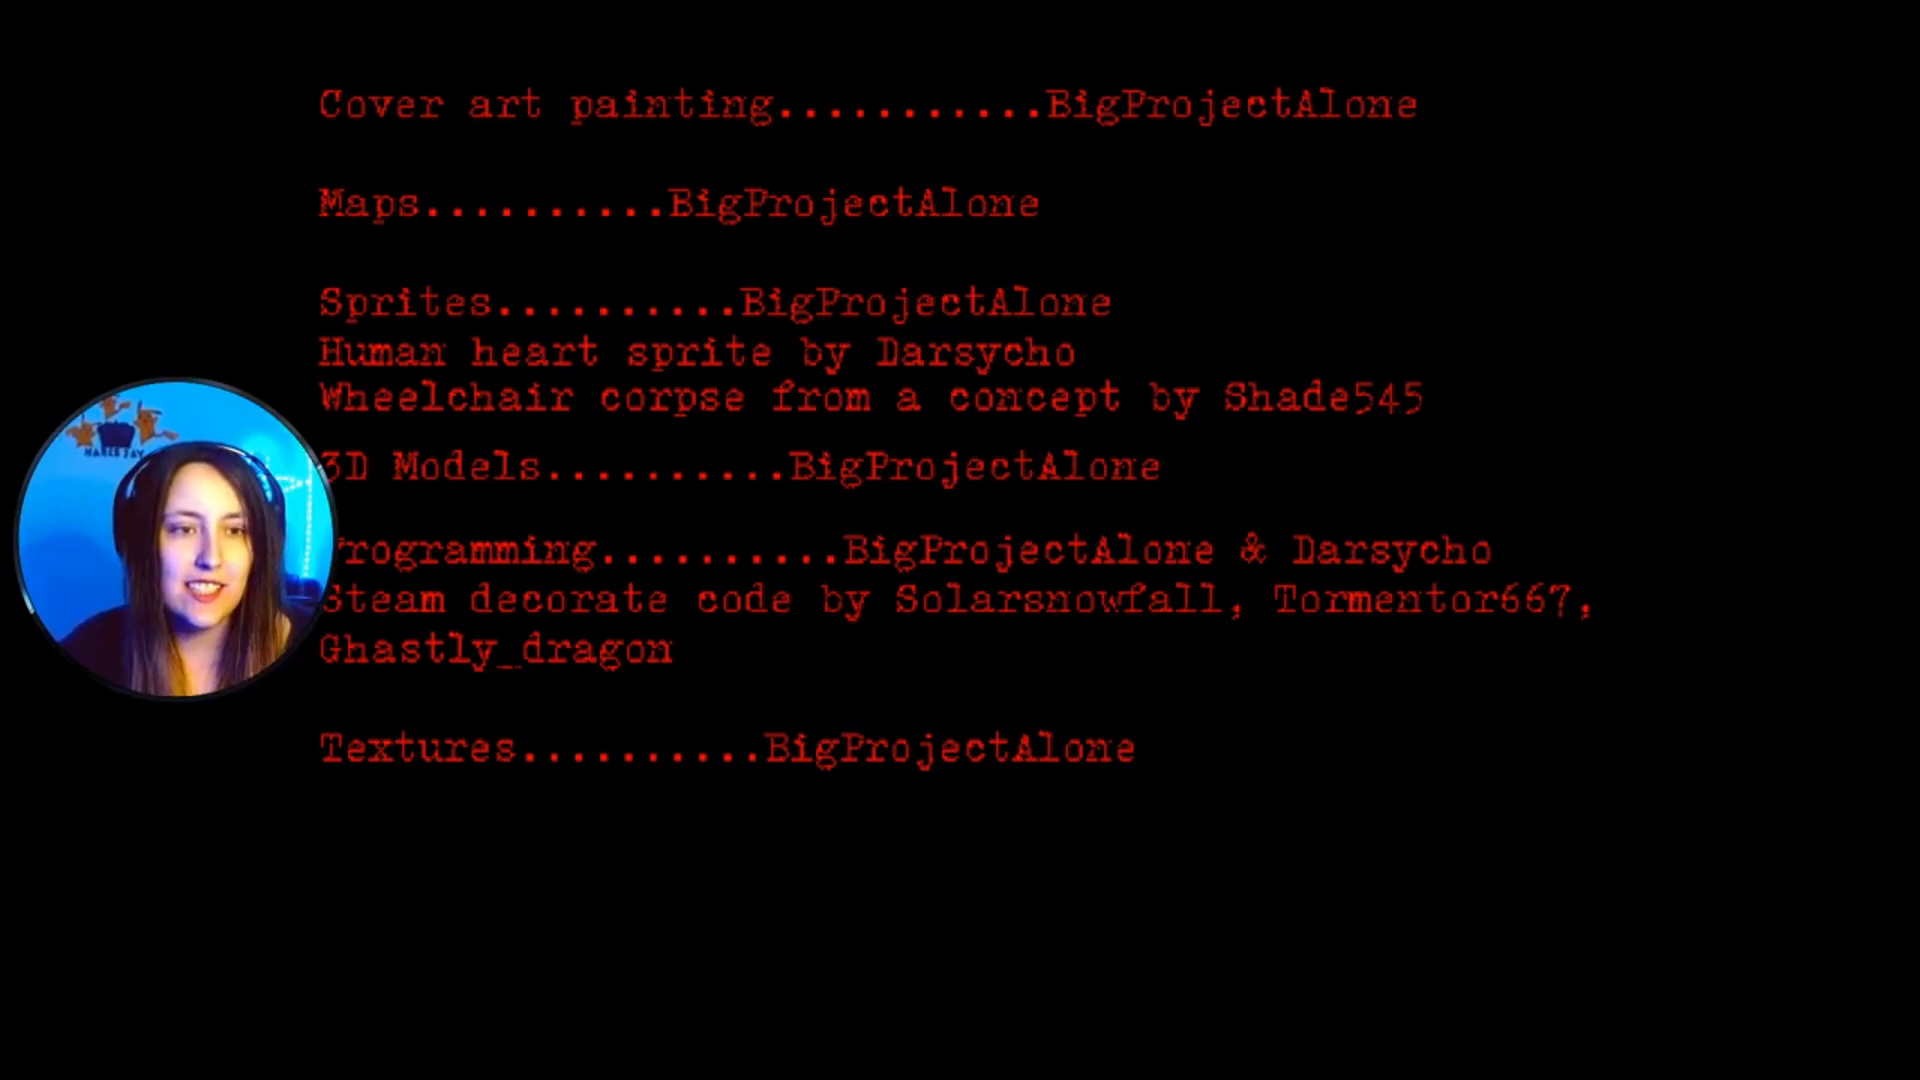 Cover art painting...........BigProjectAlone
Maps..........BigProjectAlone
Sprites..........BigProjectAlone
Human heart sprite by Darsycho
Wheelchair corpse from a concept by Shade545
3D Models..........BigProjectAlone
Programming..........BigProjectAlone & Darsycho
Steam decorate code by Solarsnowfall, Tormentor667,
Ghastly_dragon
Textures..........BigProjectAlone